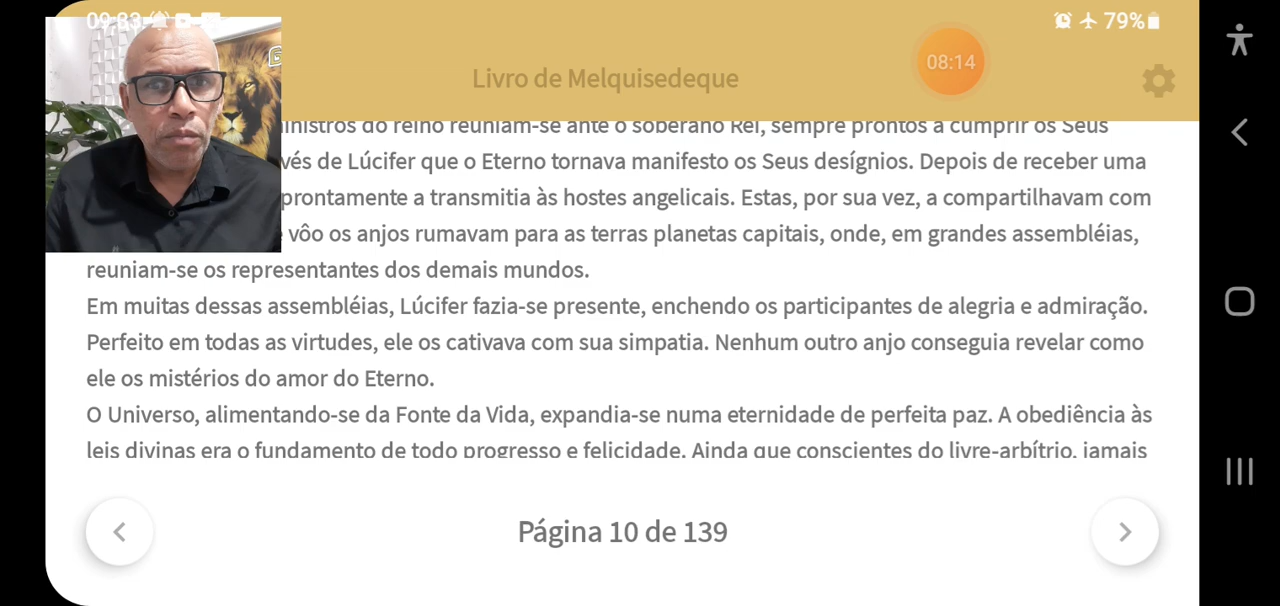 09:33
79%
Livro de Melquisedeque
08:14
ministros do reino reuniam-se ante o soberano Rei, sempre prontos a cumprir os Seus
vés de Lúcifer que o Eterno tornava manifesto os Seus desígnios. Depois de receber uma
prontamente a transmitia às hostes angelicais. Estas, por sua vez, a compartilhavam com
vôo os anjos rumavam para as terras planetas capitais, onde, em grandes assembléias,
reuniam-se os representantes dos demais mundos.
Em muitas dessas assembléias, Lúcifer fazia-se presente, enchendo os participantes de alegria e admiração.
Perfeito em todas as virtudes, ele os cativava com sua simpatia. Nenhum outro anjo conseguia revelar como
ele os mistérios do amor do Eterno.
O Universo, alimentando-se da Fonte da Vida, expandia-se numa eternidade de perfeita paz. A obediência às
leis divinas era o fundamento de todo progresso e felicidade. Ainda que conscientes do livre-arbítrio, jamais
Página 10 de 139